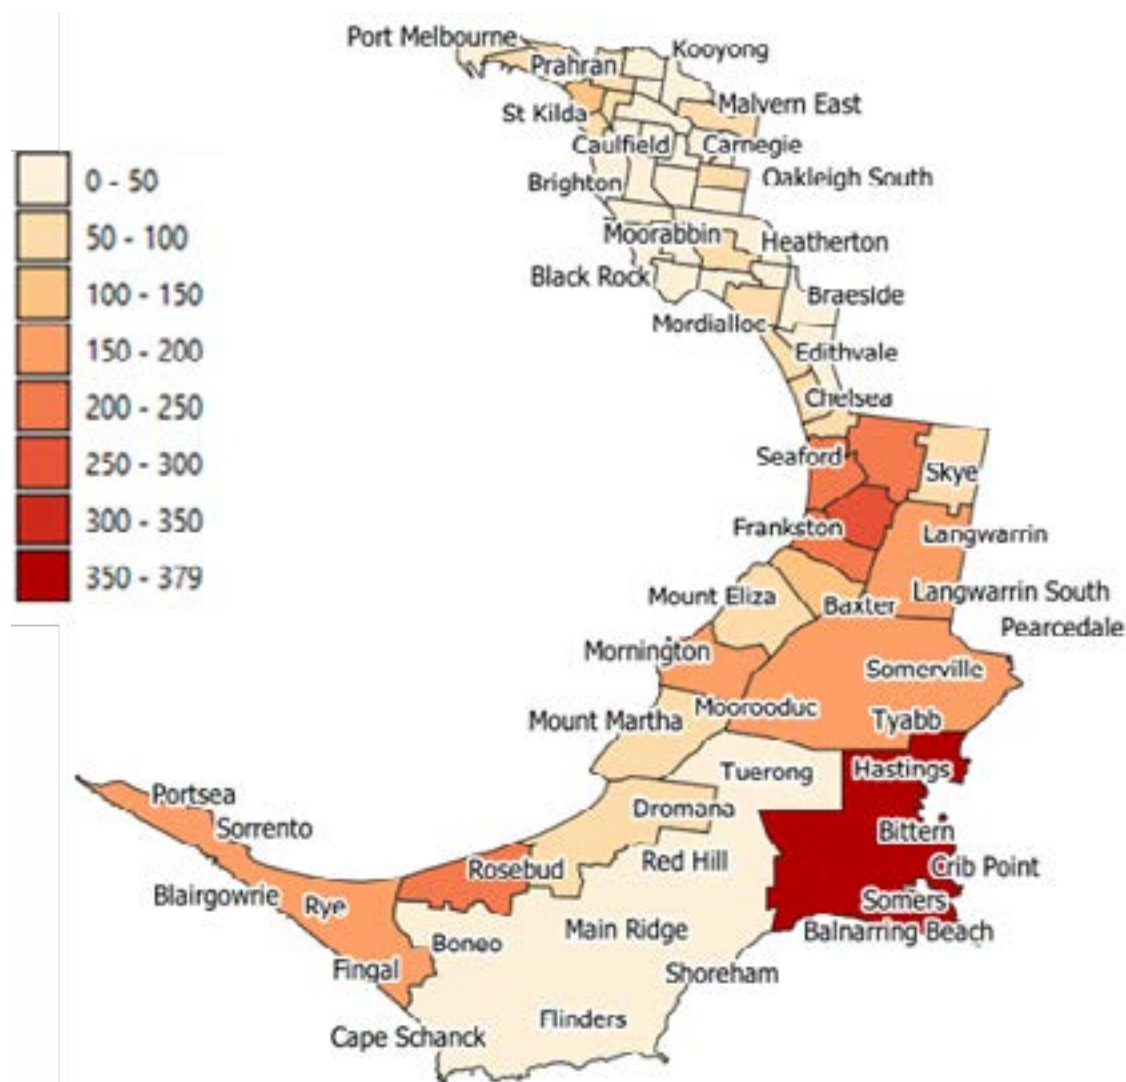 Port Melbourne
Kooyong
Prahran
Malvern East
St Kilda
Caulfield
Carnegie
Oakleigh South
Brighton
Moorabbin
Heatherton
Black Rock
Braeside
Mordialloc
Edithvale
Chelsea
Seaford
Skye
Frankston
Langwarrin
Mount Eliza
Baxter
Langwarrin South
Pearcedale
Mornington
Somerville
Mount Martha
Moorooduc
Tyabb
Tuerong
Hastings
Portsea
Dromana
Sorrento
Bittern
Red Hill
Rosebud
Crib Point
Blairgowrie
Rye
Somers
Main Ridge
Balnarring Beach
Boneo
Fingal
Shoreham
Flinders
Cape Schanck
0 - 50
50 - 100
100 - 150
150 - 200
200 - 250
250 - 300
300 - 350
350 - 379